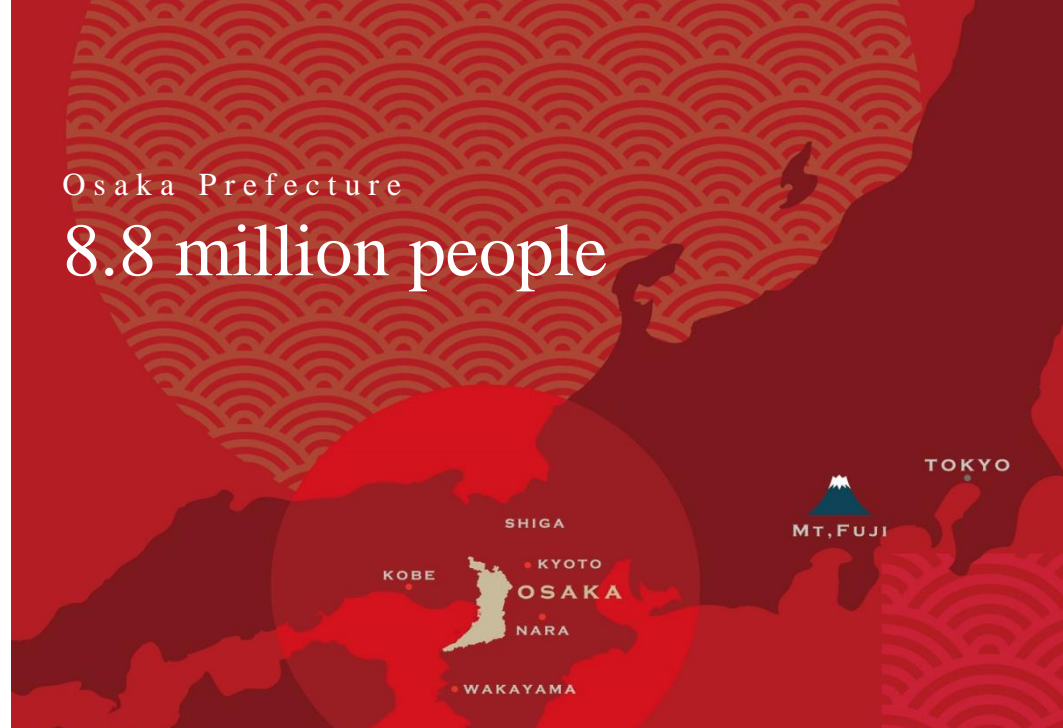 Osaka Prefecture
8.8 million people
TOKYO
MT,FUJI
SHIGA
KYOTO
KOBE
OSAKA
NARA
WAKAYAMA